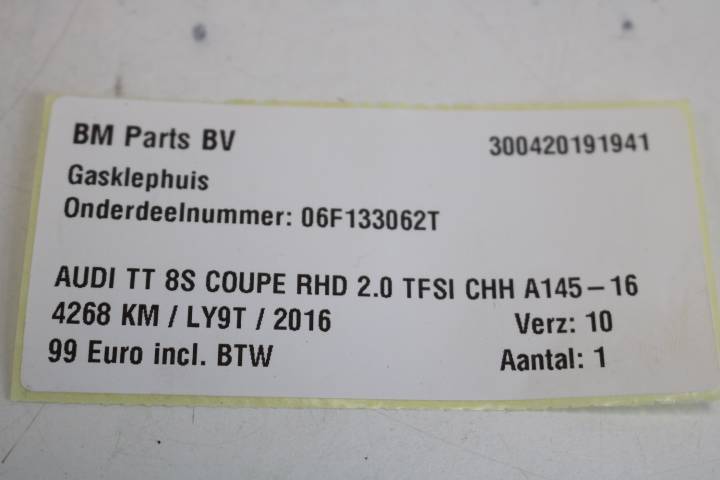 BM Parts BV 300420191941
Gasklephuis
Onderdeelnummer: 06F133062T
AUDI TT 8S COUPE RHD 2.0 TFSI CHH A145-16
4268 KM / LY9T / 2016 Verz: 10
99 Euro incl. BTW Aantal: 1